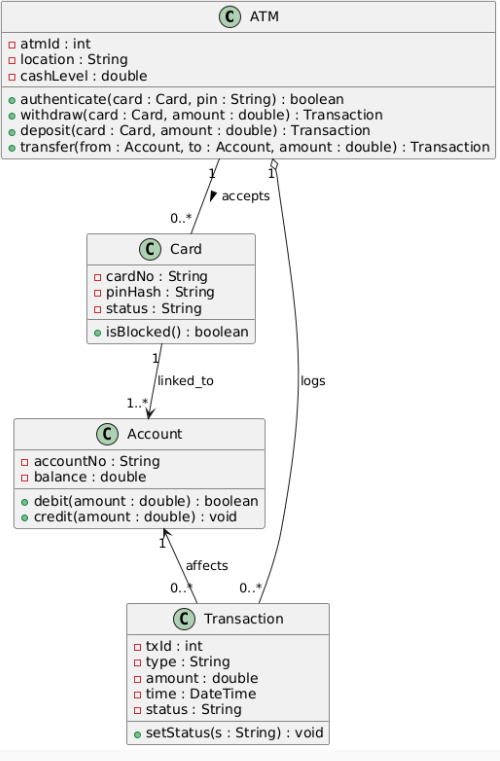 C ATM
atmId : int
location : String
cashLevel : double
authenticate(card : Card, pin : String) : boolean
withdraw(card : Card, amount : double) : Transaction
deposit(card : Card, amount : double) : Transaction
transfer(from : Account, to : Account, amount : double) : Transaction
1
1
accepts
0..*
C Card
cardNo : String
pinHash : String
status : String
isBlocked() : boolean
1
linked_to
logs
1..*
C Account
accountNo : String
balance : double
debit(amount : double) : boolean
credit(amount : double) : void
1
affects
0..*
0..*
C Transaction
txId : int
type : String
amount : double
time : DateTime
status : String
setStatus(s : String) : void